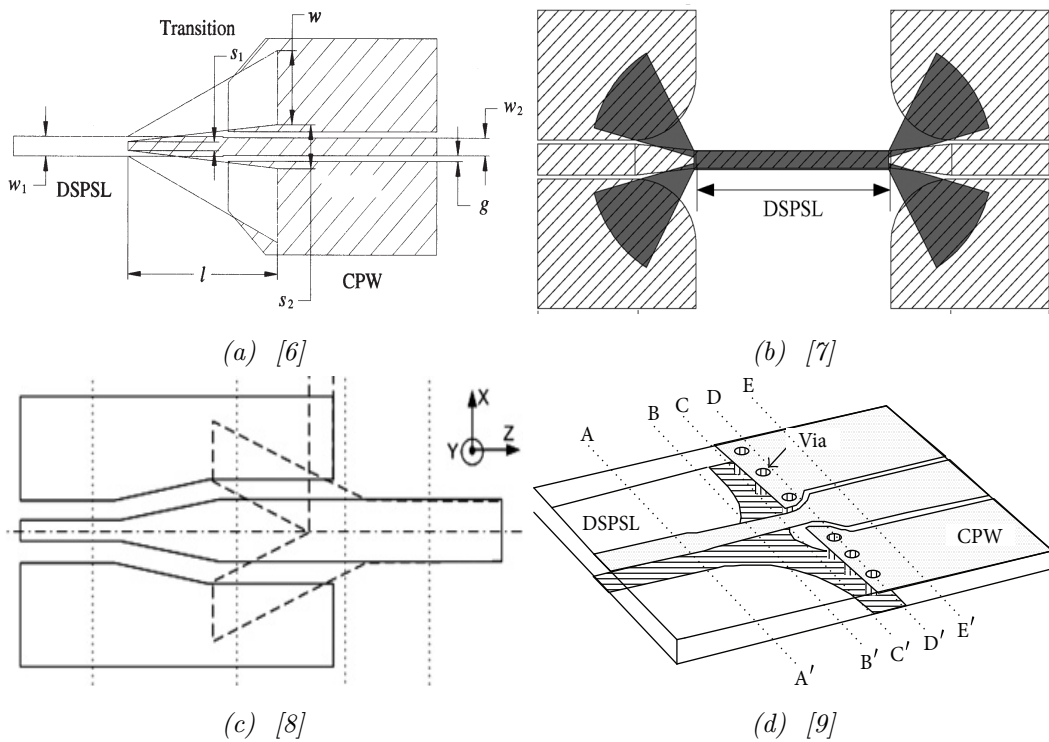 Transition
w
s₁
w₂
w₁
DSPSL
g
l
s₂
CPW
(a) [6]
DSPSL
(b) [7]
X
Y
Z
(c) [8]
A
B
C
D
E
Via
DSPSL
CPW
A′
B′
C′
D′
E′
(d) [9]